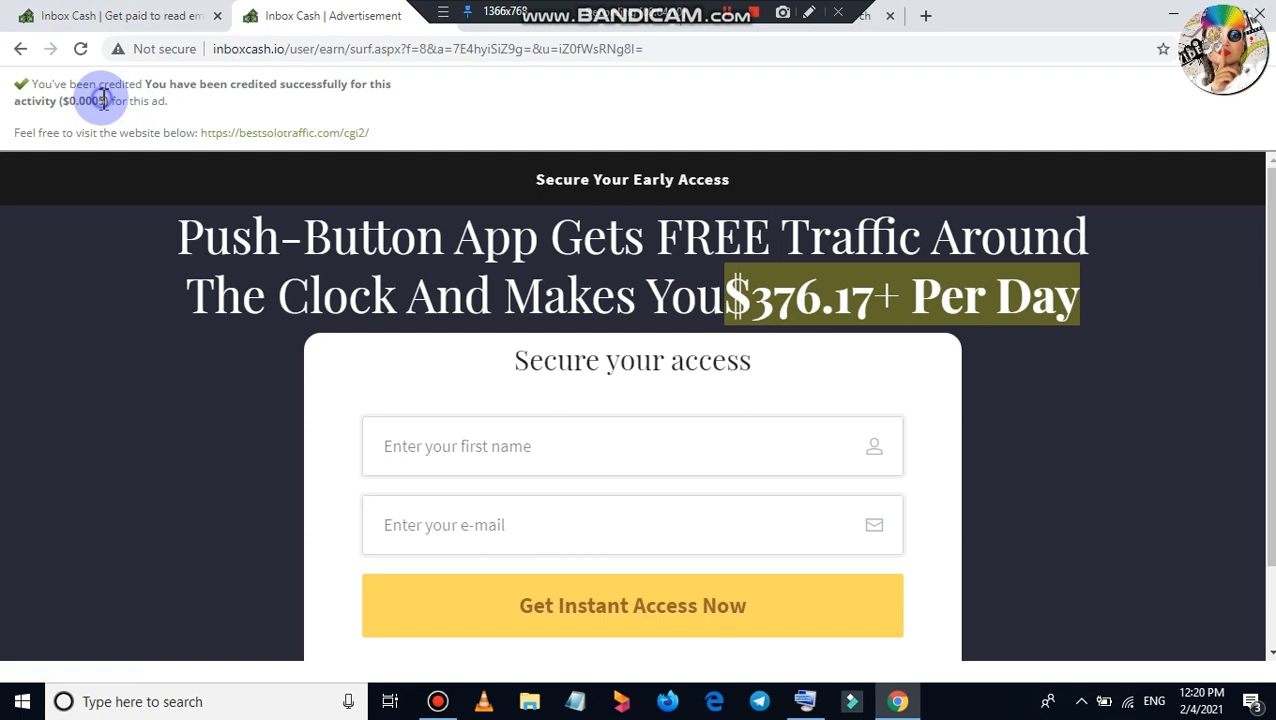 Inbox Cash | Get paid to read em
Inbox Cash | Advertisement
1366x768
www.BANDICAM.com
Not secure
inboxcash.io/user/earn/surf.aspx?f=8&a=7E4hyiSiZ9g=&u=iZ0fWsRNg8I=
You've been credited You have been credited successfully for this
activity ($0.0005) for this ad.
Feel free to visit the website below: https://bestsolotraffic.com/cgi2/
Secure Your Early Access
Push-Button App Gets FREE Traffic Around
The Clock And Makes You $376.17+ Per Day
Secure your access
Enter your first name
Enter your e-mail
Get Instant Access Now
Type here to search
ENG
12:20 PM
2/4/2021
3